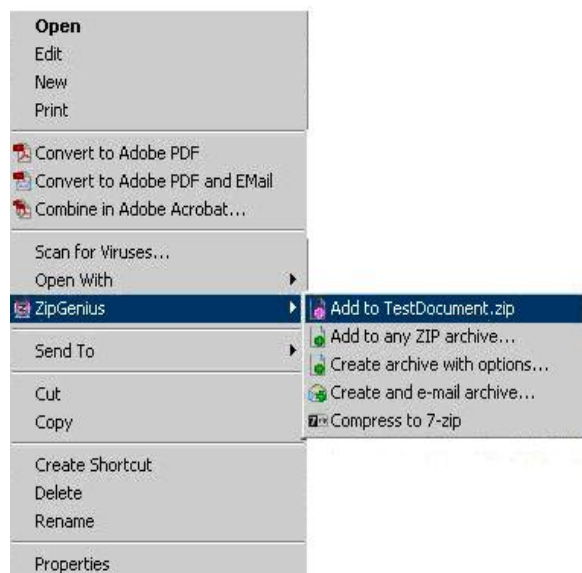 Open
Edit
New
Print
Convert to Adobe PDF
Convert to Adobe PDF and EMail
Combine in Adobe Acrobat...
Scan for Viruses...
Open With
ZipGenius
Send To
Cut
Copy
Create Shortcut
Delete
Rename
Properties
Add to TestDocument.zip
Add to any ZIP archive...
Create archive with options...
Create and e-mail archive...
Compress to 7-zip